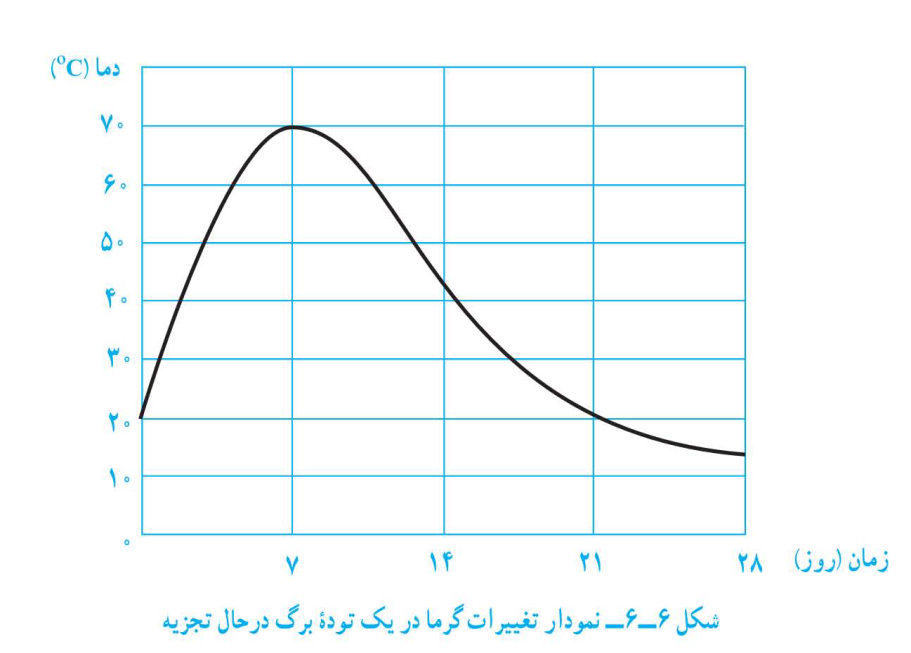 دما (°C)
۷۰
۶۰
۵۰
۴۰
۳۰
۲۰
۱۰
۰
۷ ۱۴ ۲۱ ۲۸ زمان (روز)
شکل ۶ــ۶ــ نمودار تغییرات گرما در یک تودهٔ برگ درحال تجزیه